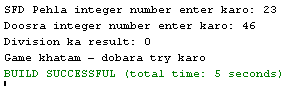 SFD Pehla integer number enter karo: 23
Doosra integer number enter karo: 46
Division ka result: 0
Game khatam – dobara try karo
BUILD SUCCESSFUL (total time: 5 seconds)